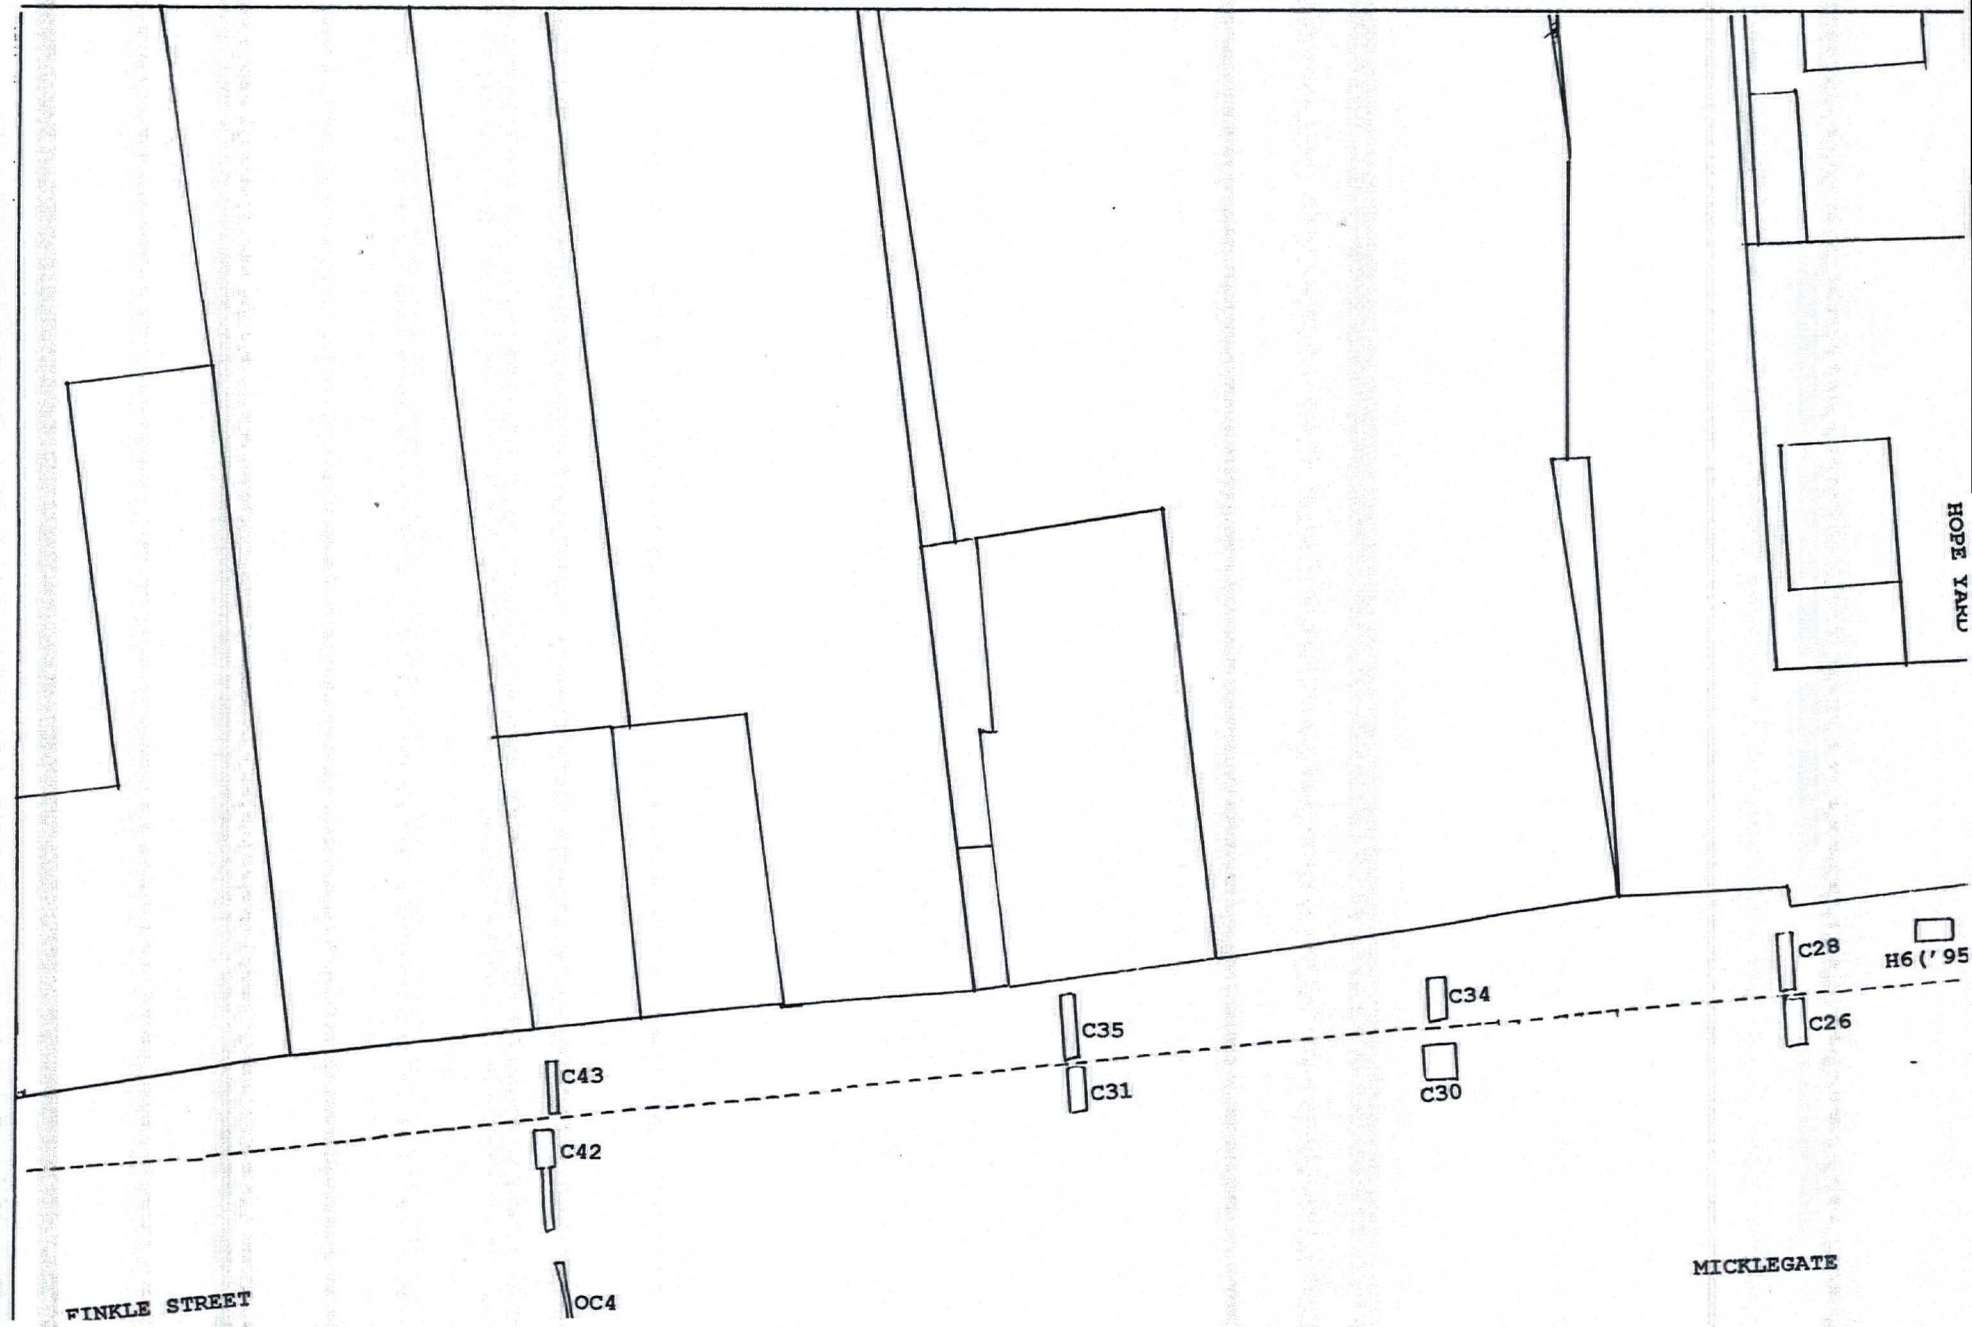 HOPE YARD
C28
H6('95
C34
C26
C35
C43
C31
C30
C42
MICKLEGATE
OC4
FINKLE STREET